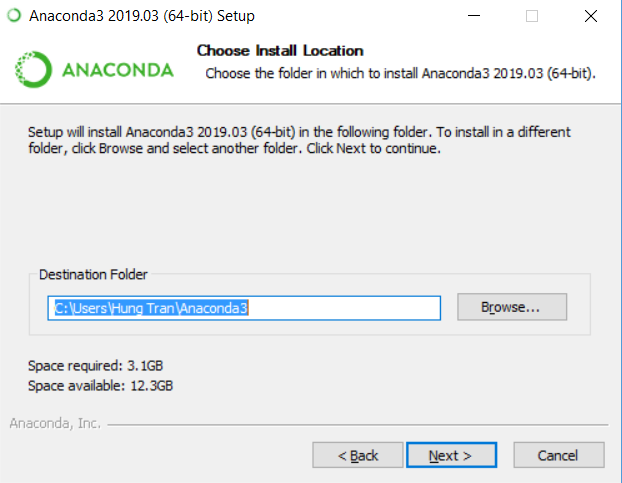 Anaconda3 2019.03 (64-bit) Setup
Choose Install Location
ANACONDA
Choose the folder in which to install Anaconda3 2019.03 (64-bit).
Setup will install Anaconda3 2019.03 (64-bit) in the following folder. To install in a different
folder, click Browse and select another folder. Click Next to continue.
Destination Folder
C:\Users\Hung Tran\Anaconda3
Browse...
Space required: 3.1GB
Space available: 12.3GB
Anaconda, Inc.
< Back
Next >
Cancel